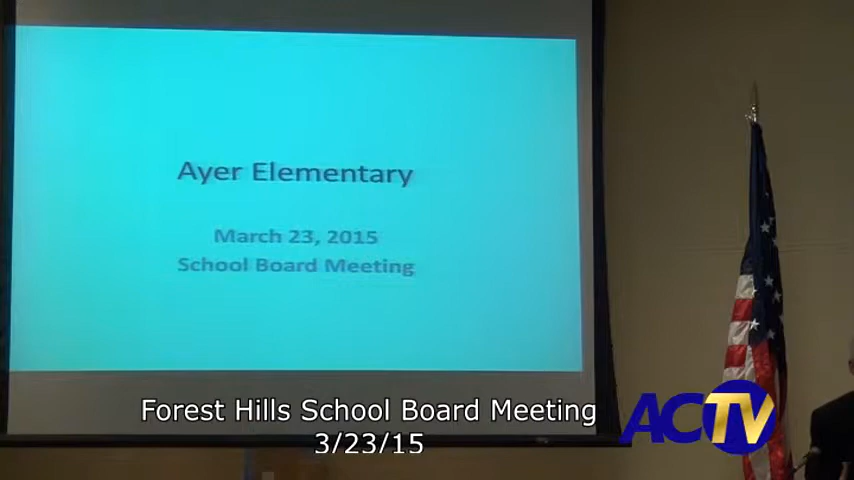 Ayer Elementary
March 23, 2015
School Board Meeting
Forest Hills School Board Meeting
3/23/15
ACTV